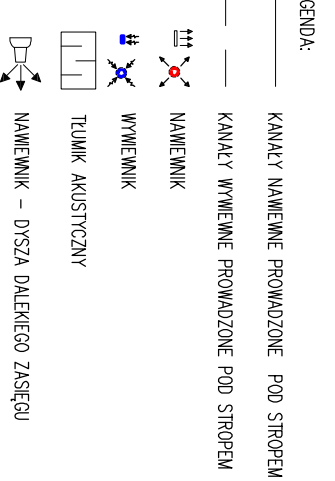 GENDA:
KANAŁY NAWIEWNE PROWADZONE POD STROPEM
KANAŁY WYWIEWNE PROWADZONE POD STROPEM
NAWIEWNIK
WYWIEWNIK
TŁUMIK AKUSTYCZNY
NAWIEWNIK – DYSZA DALEKIEGO ZASIĘGU